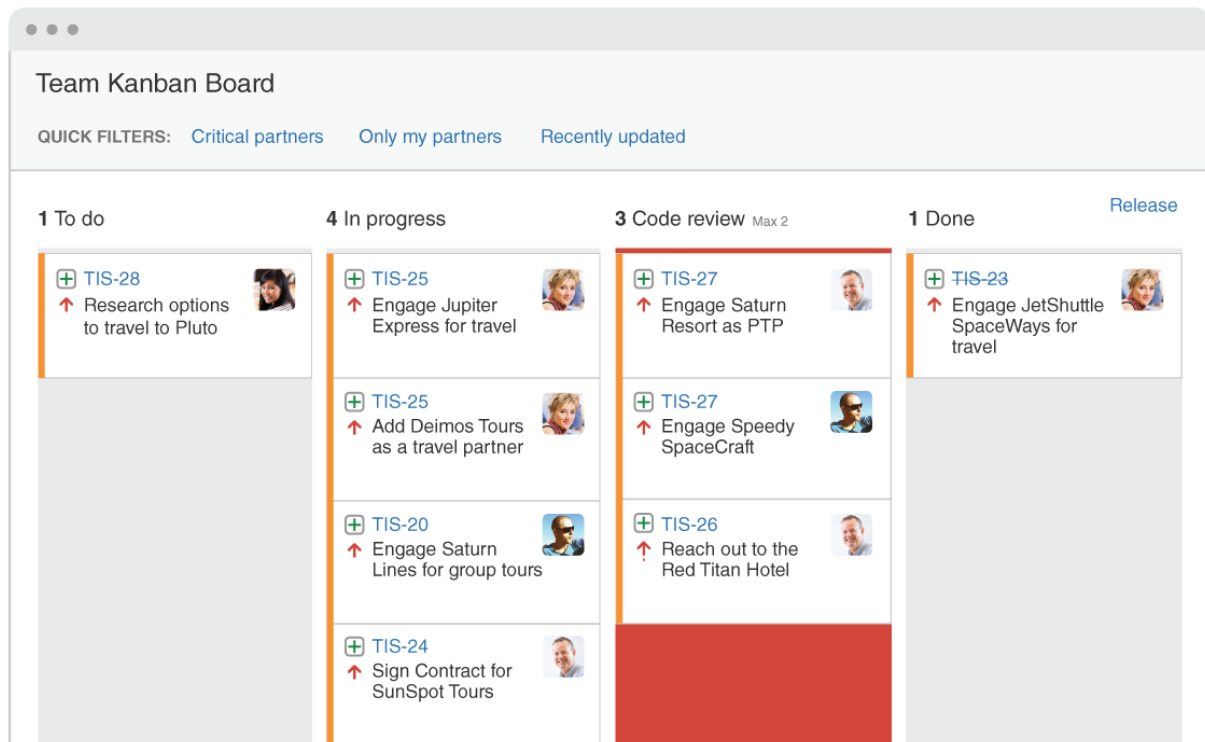 Team Kanban Board
QUICK FILTERS: Critical partners Only my partners Recently updated
Release
1 To do
TIS-28
Research options
to travel to Pluto
4 In progress
TIS-25
Engage Jupiter
Express for travel
TIS-25
Add Deimos Tours
as a travel partner
TIS-20
Engage Saturn
Lines for group tours
TIS-24
Sign Contract for
SunSpot Tours
3 Code review Max 2
TIS-27
Engage Saturn
Resort as PTP
TIS-27
Engage Speedy
SpaceCraft
TIS-26
Reach out to the
Red Titan Hotel
1 Done
TIS-23
Engage JetShuttle
SpaceWays for
travel